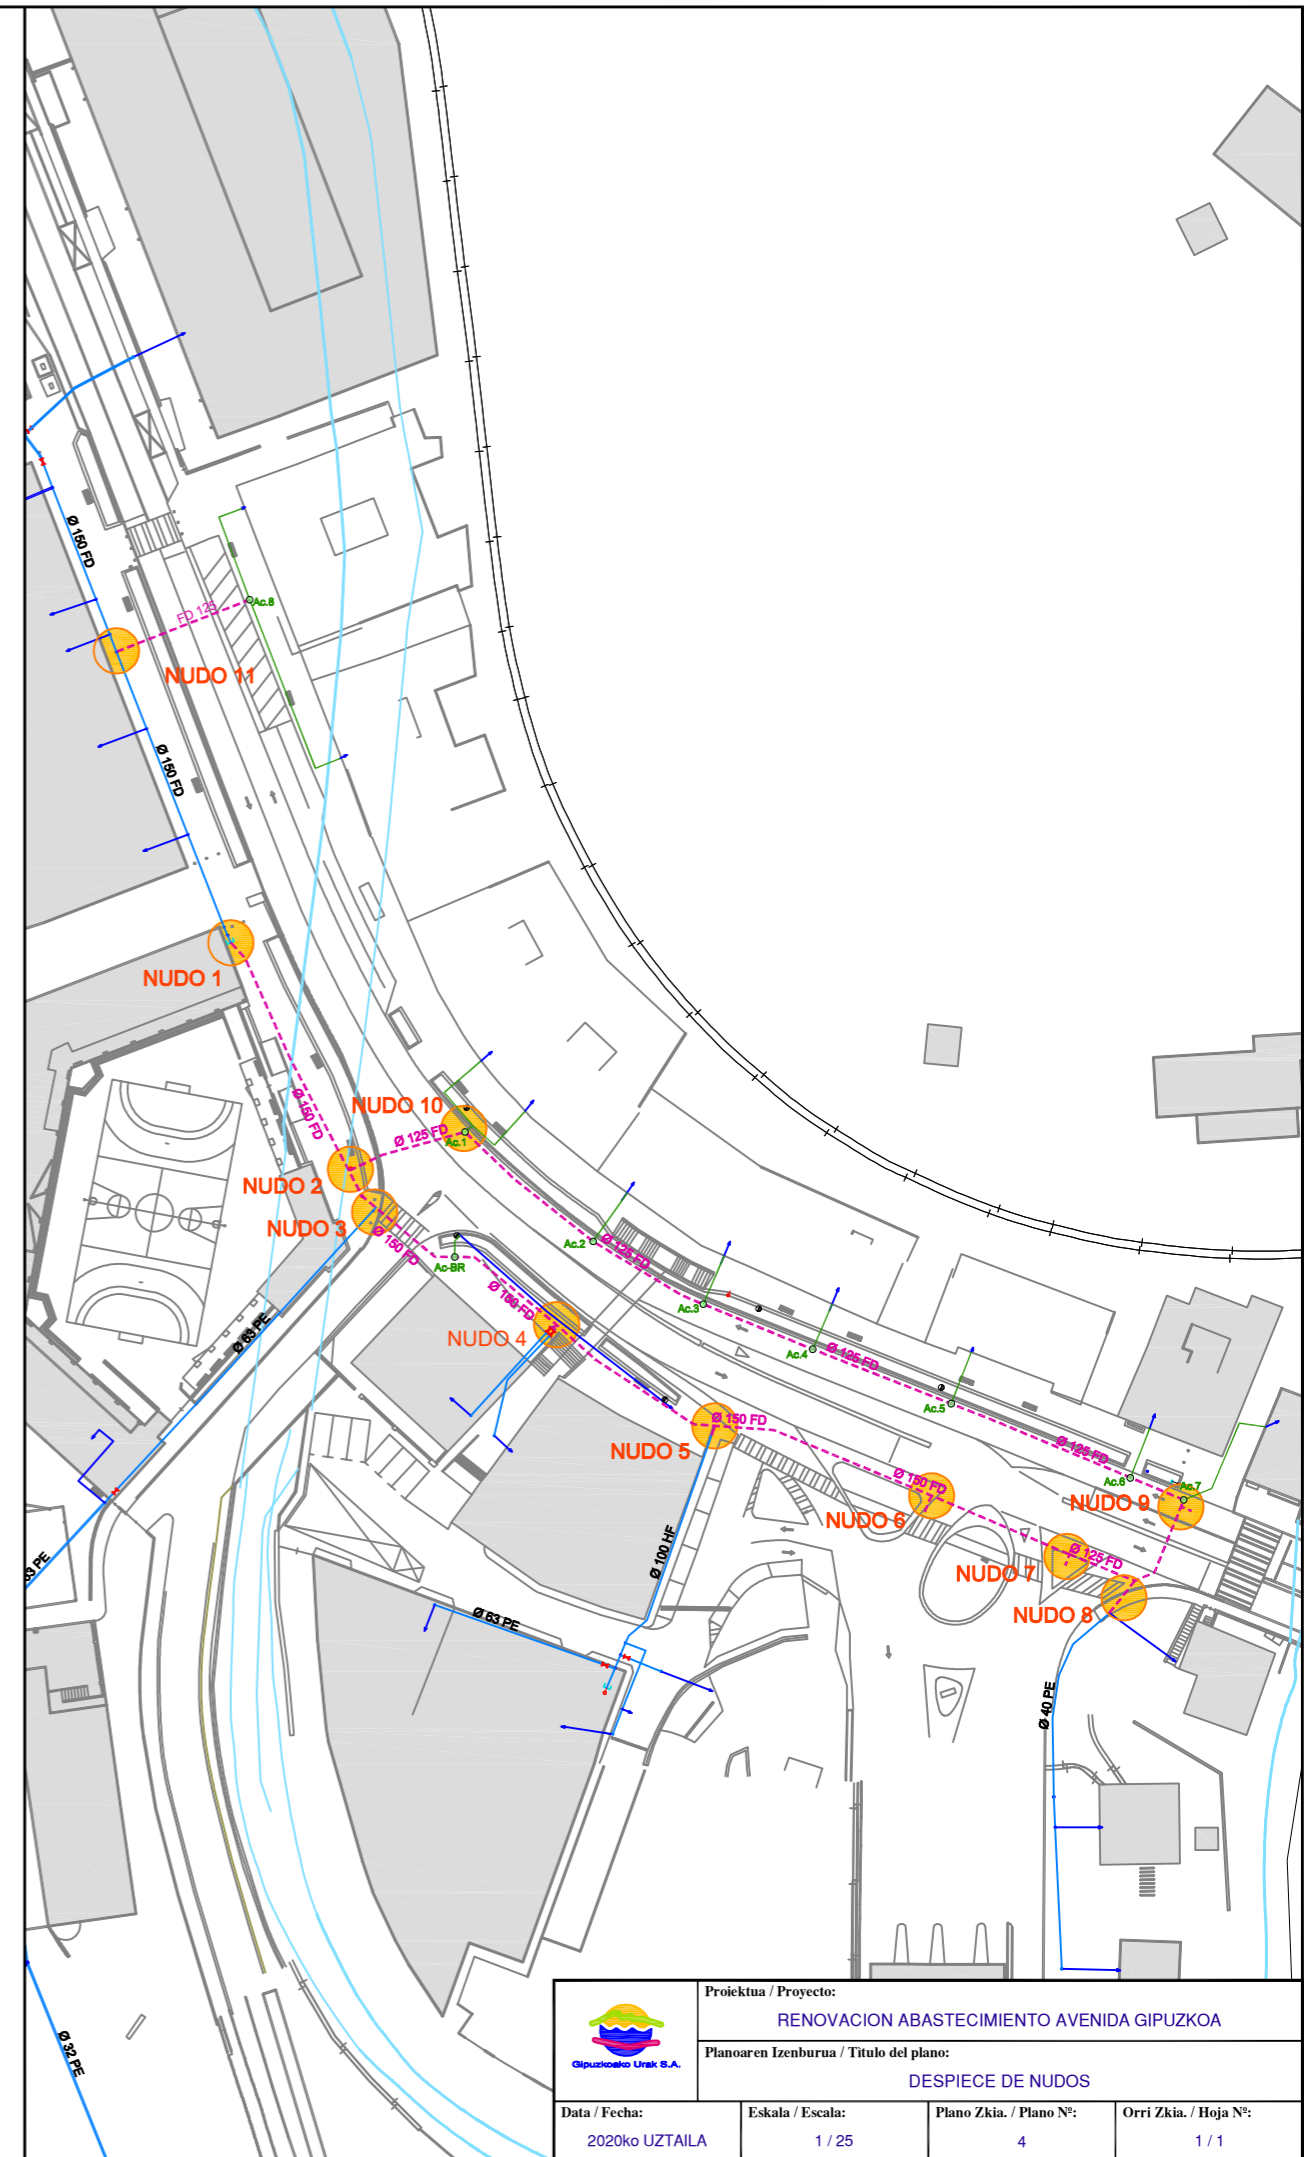 Ø 150 FD
FD 125
Ac.8
NUDO 11
Ø 150 FD
NUDO 1
Ø 150 FD
NUDO 10
Ø 125 FD
Ac.1
NUDO 2
NUDO 3
Ø 150 FD
Ac-BR
Ac.2
Ø 125 FD
Ø 150 FD
Ac.3
NUDO 4
Ø 63 PE
Ac.4
Ø 125 FD
Ac.5
Ø 150 FD
NUDO 5
Ø 125 FD
Ø 150 FD
Ac.6
Ac.7
NUDO 9
NUDO 6
Ø 100 HF
Ø 125 FD
NUDO 7
63 PE
NUDO 8
Ø 63 PE
Ø 40 PE
Ø 32 PE
Gipuzkoako Urak S.A.
Proiektua / Proyecto:
RENOVACION ABASTECIMIENTO AVENIDA GIPUZKOA
Planoaren Izenburua / Titulo del plano:
DESPIECE DE NUDOS
Data / Fecha:
2020ko UZTAILA
Eskala / Escala:
1 / 25
Plano Zkia. / Plano Nº:
4
Orri Zkia. / Hoja Nº:
1 / 1